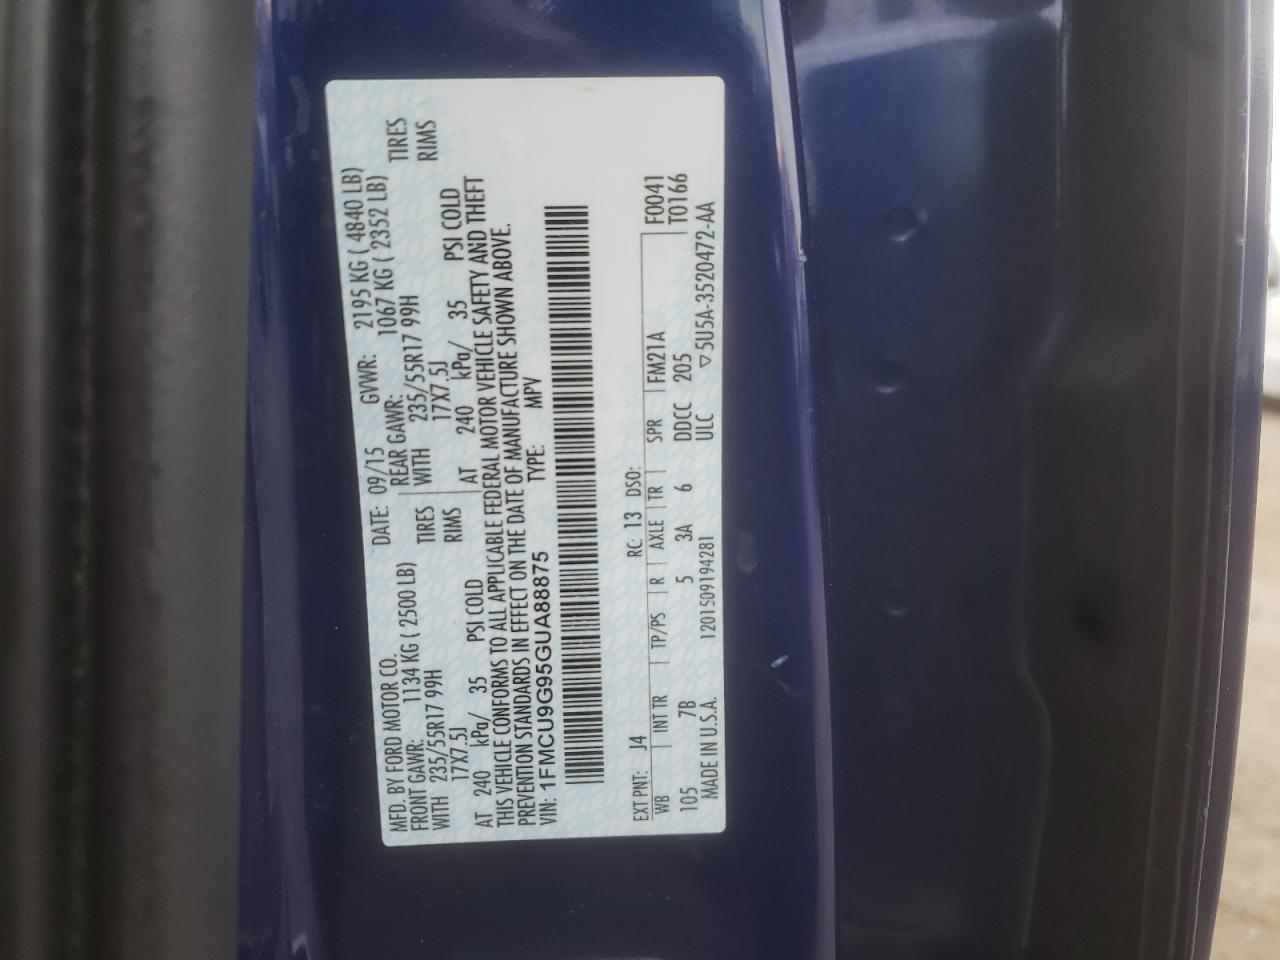 MFD. BY FORD MOTOR CO. DATE: 09/15 GVWR: 2195 KG ( 4840 LB)
FRONT GAWR: 1134 KG ( 2500 LB) REAR GAWR: 1067 KG ( 2352 LB)
WITH 235/55R17 99H TIRES WITH 235/55R17 99H TIRES
17X7.5J RIMS 17X7.5J RIMS
AT 240 kPa/ 35 PSI COLD AT 240 kPa/ 35 PSI COLD
THIS VEHICLE CONFORMS TO ALL APPLICABLE FEDERAL MOTOR VEHICLE SAFETY AND THEFT
PREVENTION STANDARDS IN EFFECT ON THE DATE OF MANUFACTURE SHOWN ABOVE.
VIN: 1FMCU9G95GUA88875 TYPE: MPV
EXT PNT: J4 RC: 13 DSO: F0041
WB INT TR TP/PS R AXLE TR SPR FM21A T0166
105 7B 5 3A 6 DDCC 205
MADE IN U.S.A. 1201509194281 ULC ▽5U5A-3520472-AA